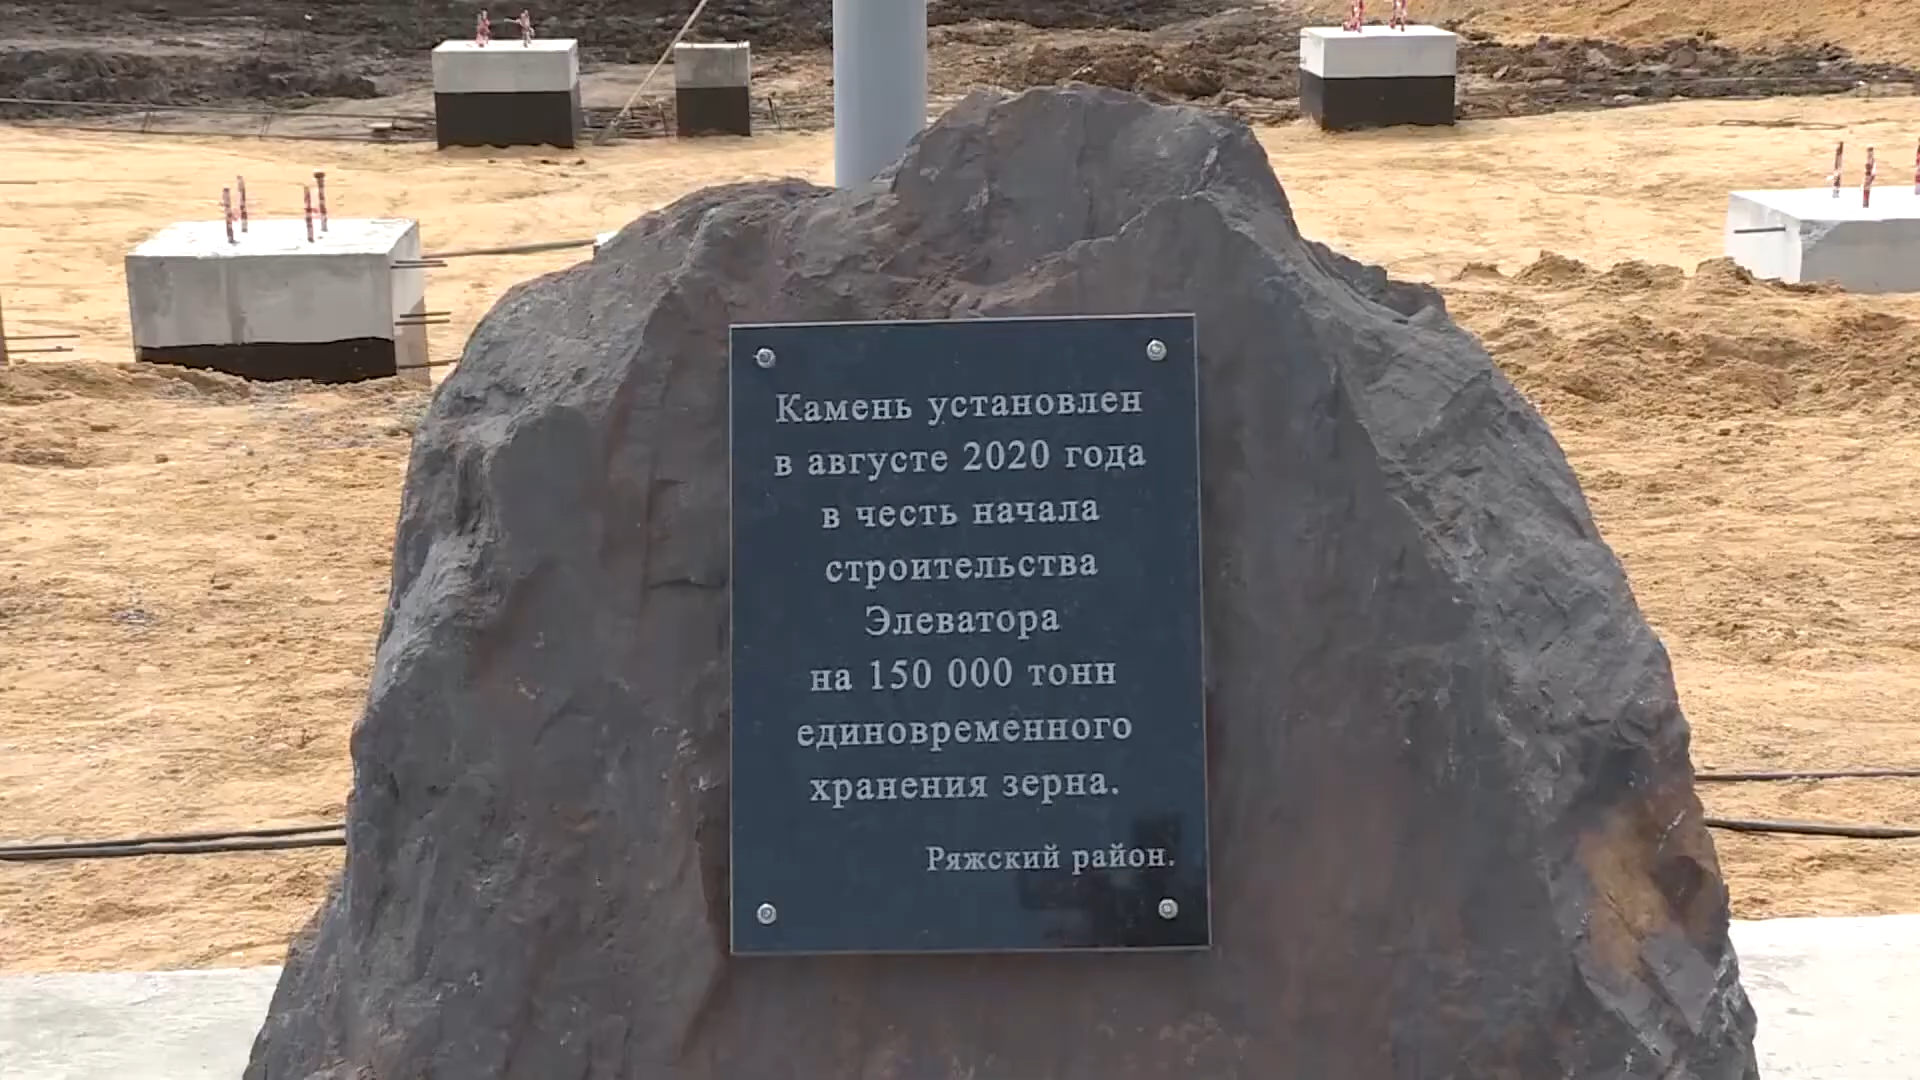 Камень установлен
в августе 2020 года
в честь начала
строительства
Элеватора
на 150 000 тонн
единовременного
хранения зерна.
Ряжский район.